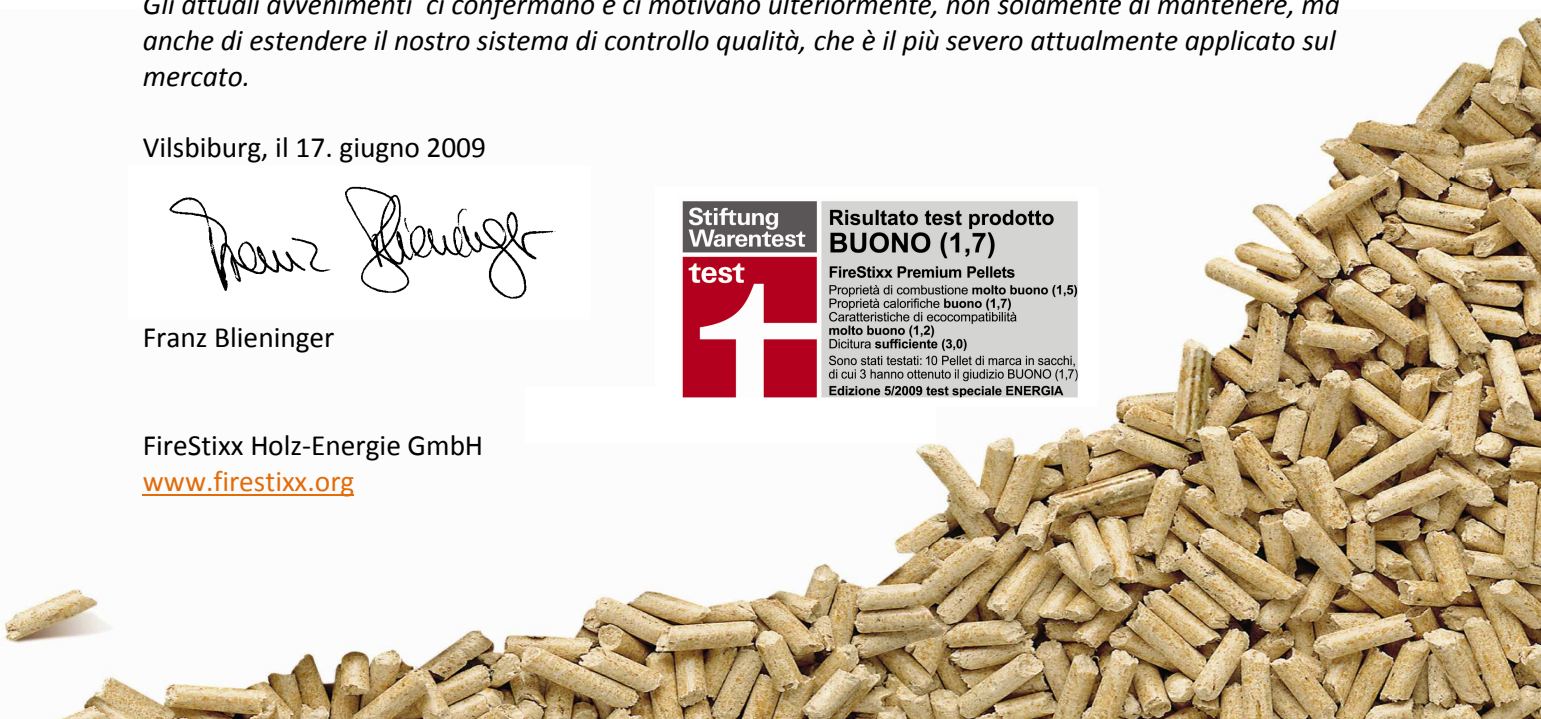 Gli attuali avvenimenti  ci confermano e ci motivano ulteriormente, non solamente di mantenere, ma
anche di estendere il nostro sistema di controllo qualità, che è il più severo attualmente applicato sul
mercato.
Vilsbiburg, il 17. giugno 2009
Franz Blieninger
Franz Blieninger
Stiftung
Warentest
test
Risultato test prodotto
BUONO (1,7)
FireStixx Premium Pellets
Proprietà di combustione molto buono (1,5)
Proprietà calorifiche buono (1,7)
Caratteristiche di ecocompatibilità
molto buono (1,2)
Dicitura sufficiente (3,0)
Sono stati testati: 10 Pellet di marca in sacchi,
di cui 3 hanno ottenuto il giudizio BUONO (1,7)
Edizione 5/2009 test speciale ENERGIA
FireStixx Holz-Energie GmbH
www.firestixx.org